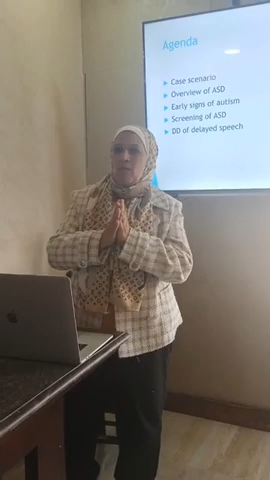 Agenda
Case scenario
Overview of ASD
Early signs of autism
Screening of ASD
DD of delayed speech